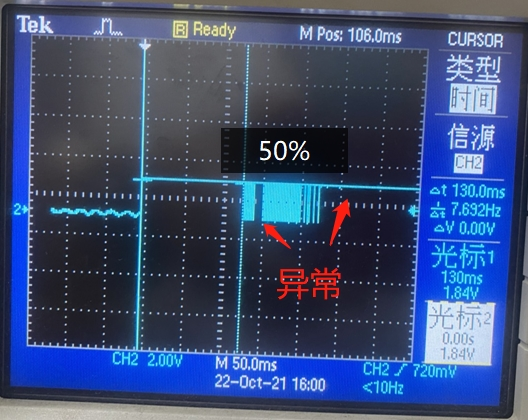 Tek
R Ready
M Pos: 106.0ms
CURSOR
类型
时间
信源
CH2
50%
Δt 130.0ms
1/Δt 7.692Hz
ΔV 0.00V
2
异常
光标1
130ms
1.84V
光标2
0.00s
1.84V
CH2 2.00V
M 50.0ms
CH2 / 720mV
22-Oct-21 16:00
<10Hz